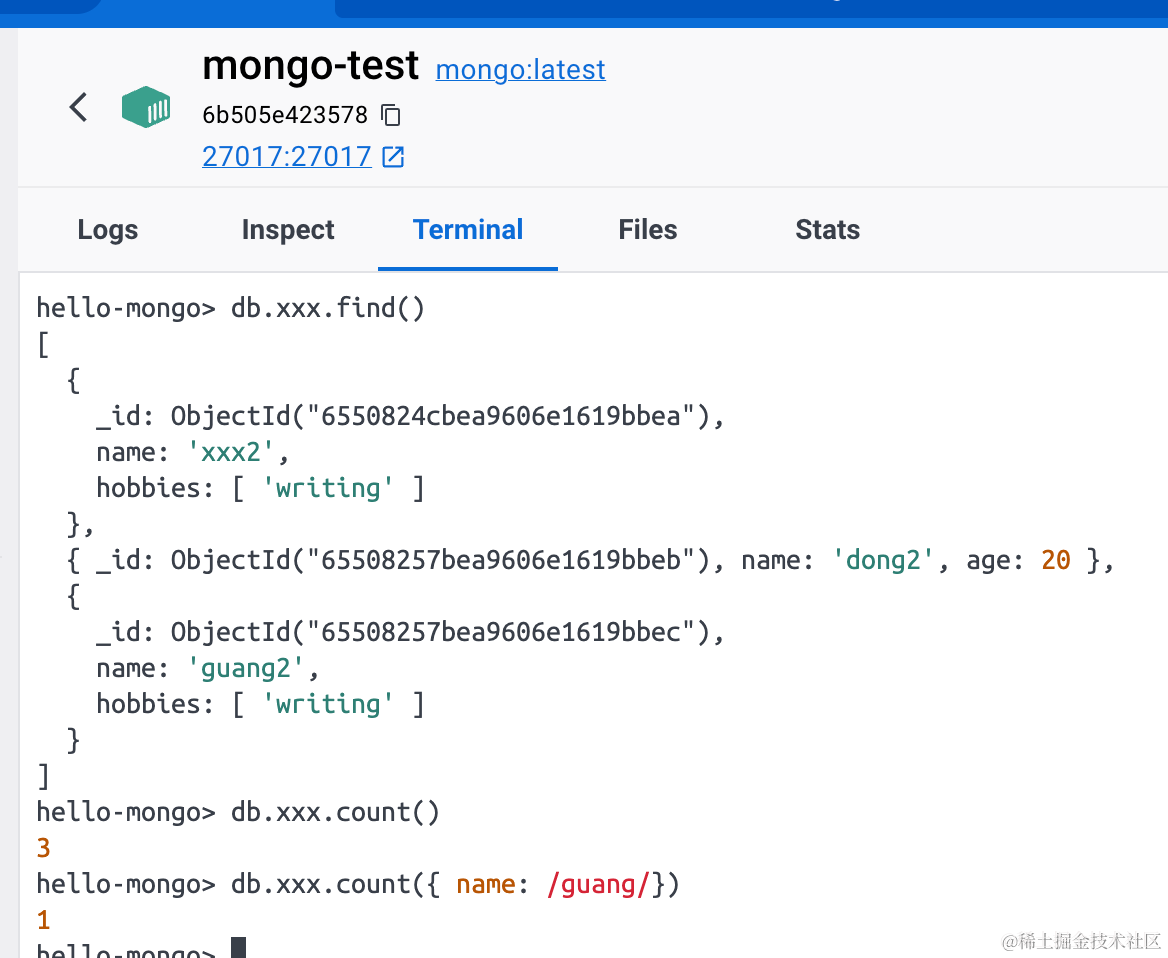 mongo-test mongo:latest
6b505e423578
27017:27017
Logs Inspect Terminal Files Stats
hello-mongo> db.xxx.find()
[
  {
    _id: ObjectId("6550824cbea9606e1619bbea"),
    name: 'xxx2',
    hobbies: [ 'writing' ]
  },
  { _id: ObjectId("65508257bea9606e1619bbeb"), name: 'dong2', age: 20 },
  {
    _id: ObjectId("65508257bea9606e1619bbec"),
    name: 'guang2',
    hobbies: [ 'writing' ]
  }
]
hello-mongo> db.xxx.count()
3
hello-mongo> db.xxx.count({ name: /guang/})
1
hello-mongo>
@稀土掘金技术社区